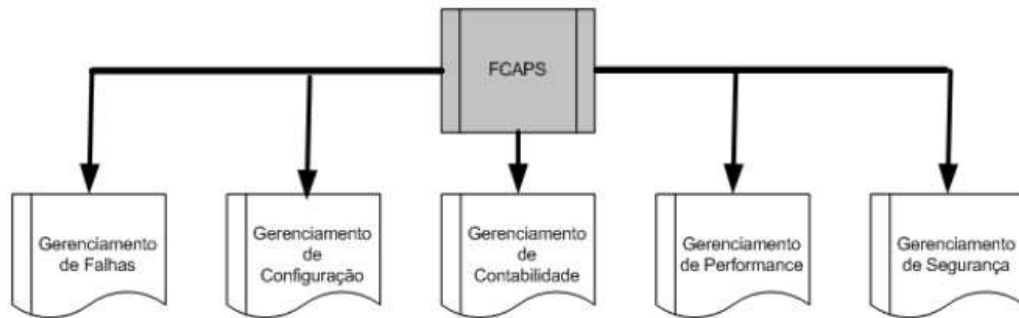 FCAPS
Gerenciamento
de Falhas
Gerenciamento
de
Configuração
Gerenciamento
de
Contabilidade
Gerenciamento
de Performance
Gerenciamento
de Segurança